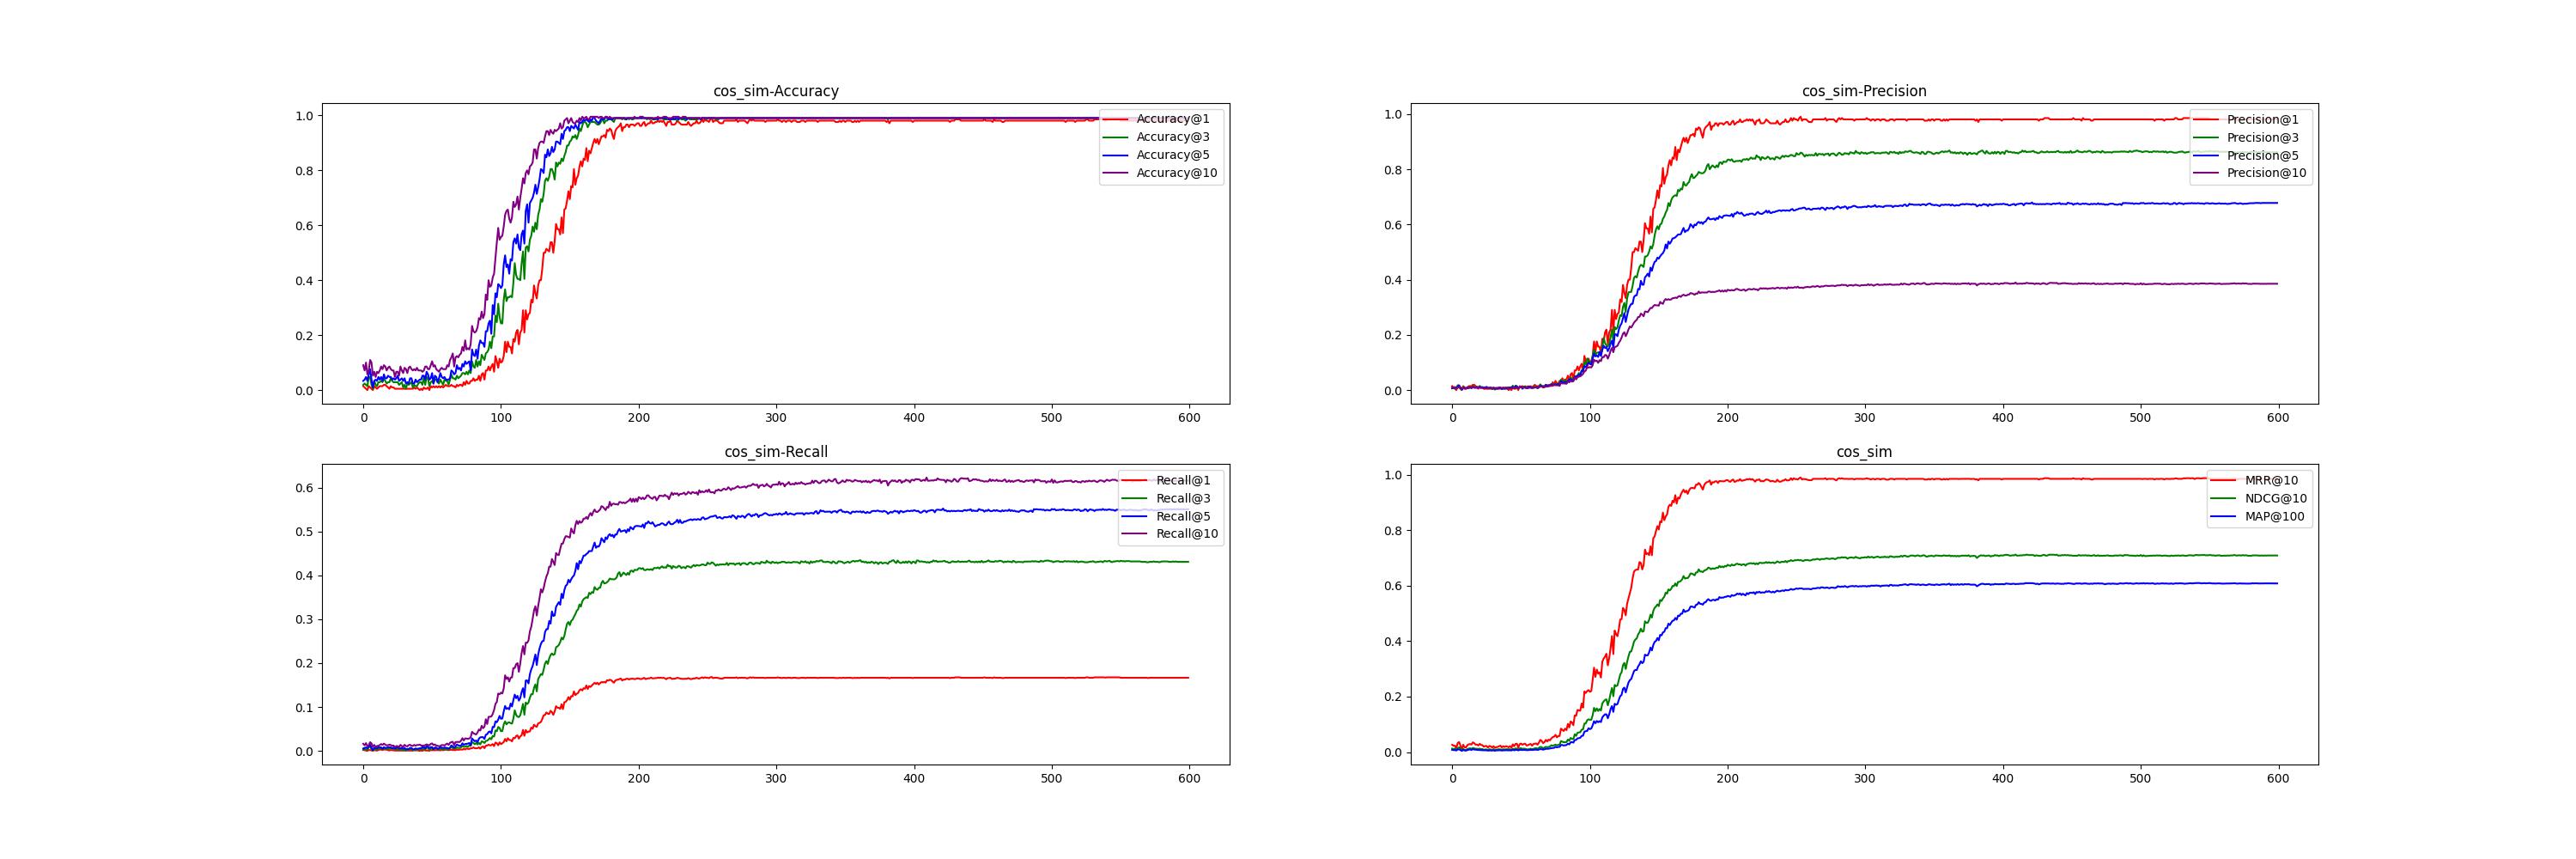 cos_sim-Accuracy
1.0
0.8
0.6
0.4
0.2
0.0
0 100 200 300 400 500 600
Accuracy@1
Accuracy@3
Accuracy@5
Accuracy@10
cos_sim-Precision
1.0
0.8
0.6
0.4
0.2
0.0
0 100 200 300 400 500 600
Precision@1
Precision@3
Precision@5
Precision@10
cos_sim-Recall
0.6
0.5
0.4
0.3
0.2
0.1
0.0
0 100 200 300 400 500 600
Recall@1
Recall@3
Recall@5
Recall@10
cos_sim
1.0
0.8
0.6
0.4
0.2
0.0
0 100 200 300 400 500 600
MRR@10
NDCG@10
MAP@100